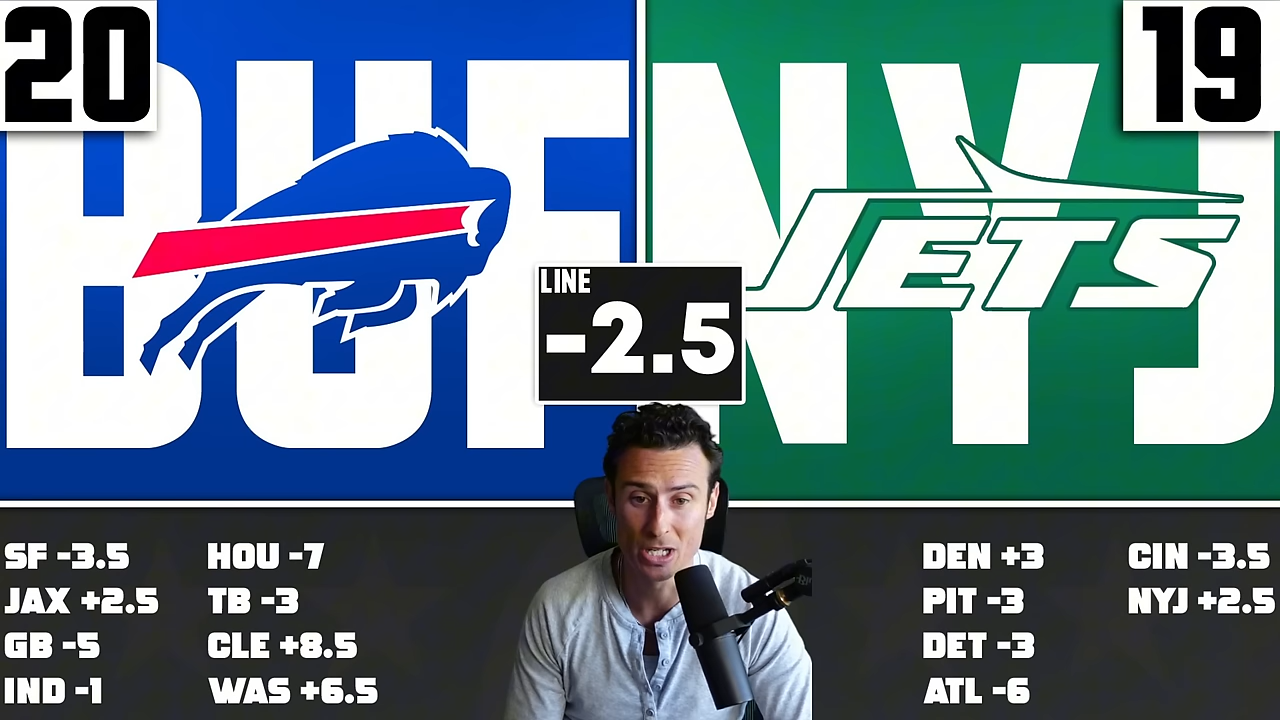 20
BUF
NYJ
19
JETS
LINE
-2.5
SF -3.5
JAX +2.5
GB -5
IND -1
HOU -7
TB -3
CLE +8.5
WAS +6.5
DEN +3
PIT -3
DET -3
ATL -6
CIN -3.5
NYJ +2.5